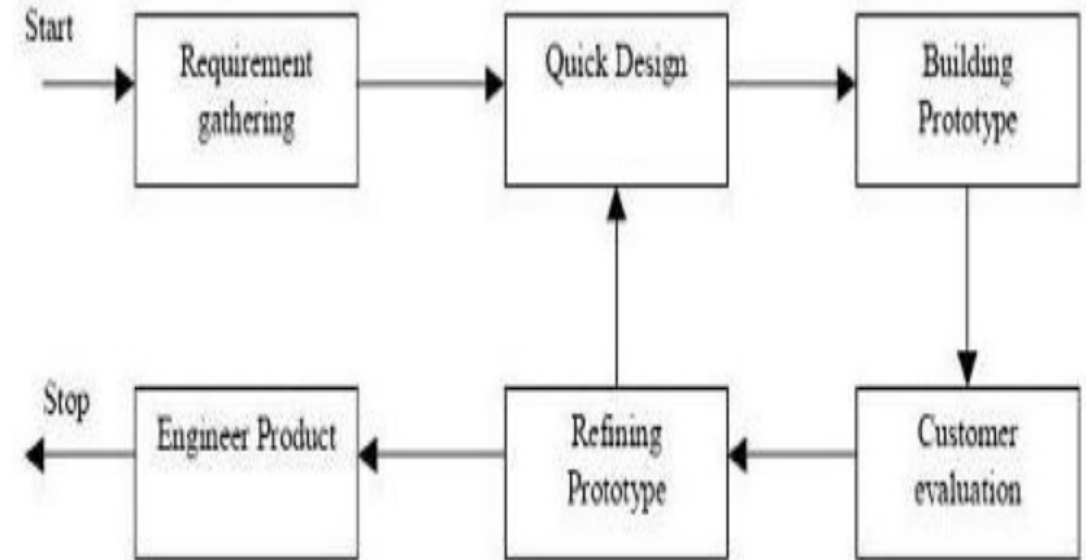 Start
Requirement
gathering
Quick Design
Building
Prototype
Stop
Engineer Product
Refining
Prototype
Customer
evaluation